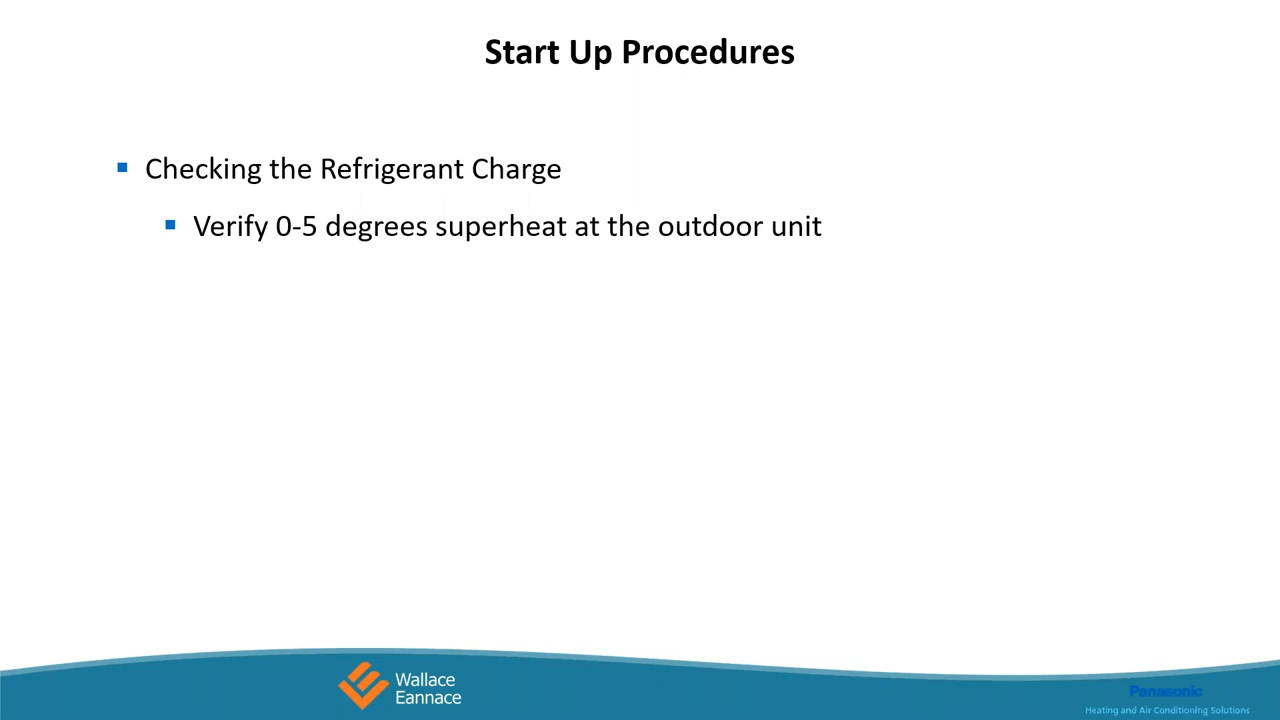 Start Up Procedures
Checking the Refrigerant Charge
Verify 0-5 degrees superheat at the outdoor unit
Wallace
Eannace
Panasonic
Heating and Air Conditioning Solutions